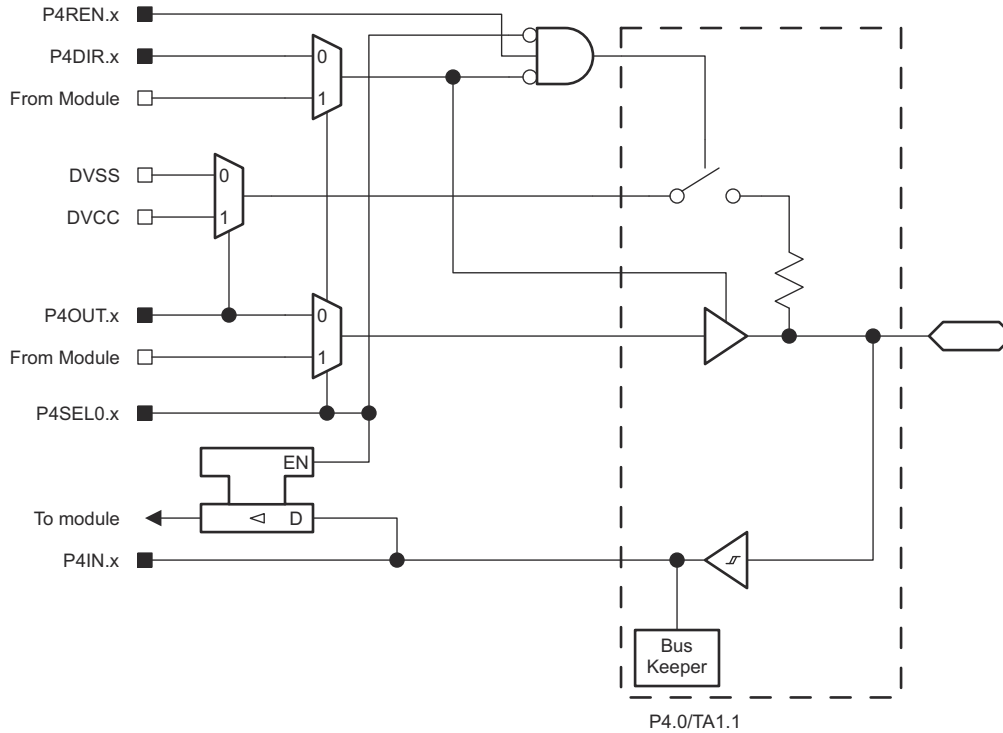 P4REN.x
P4DIR.x
0
From Module
1
DVSS
0
DVCC
1
P4OUT.x
0
From Module
1
P4SEL0.x
EN
To module
D
P4IN.x
Bus
Keeper
P4.0/TA1.1